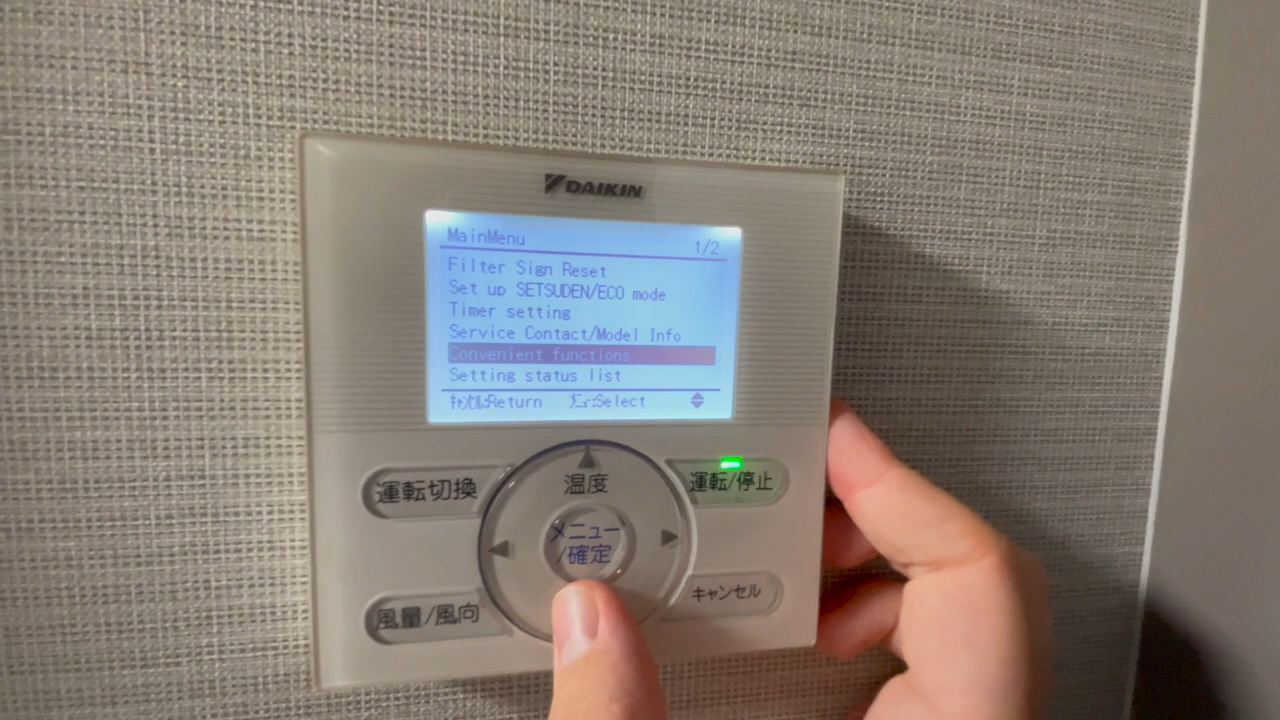 DAIKIN
MainMenu 1/2
Filter Sign Reset
Set up SETSUDEN/ECO mode
Timer setting
Service Contact/Model Info
Convenient functions
Setting status list
ｷｬﾝｾﾙ:Return ﾒﾆｭｰ:Select
運転切換
温度
運転/停止
メニュー
/確定
風量/風向
キャンセル